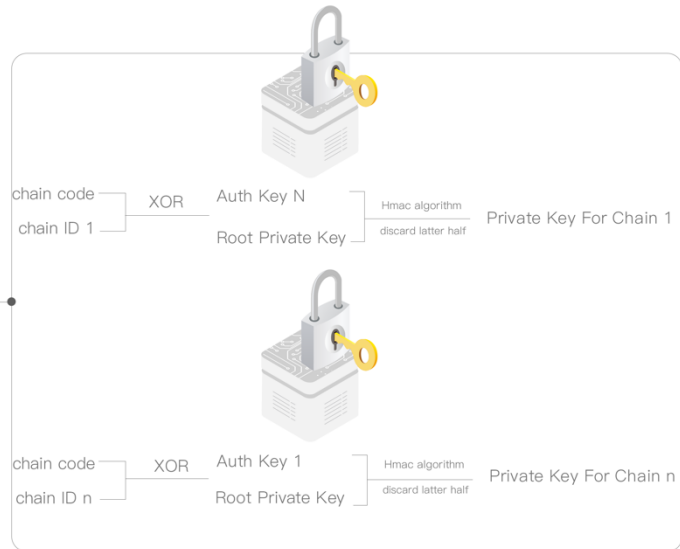 chain code
XOR
Auth Key N
Hmac algorithm
Private Key For Chain 1
chain ID 1
Root Private Key
discard latter half
chain code
XOR
Auth Key 1
Hmac algorithm
Private Key For Chain n
chain ID n
Root Private Key
discard latter half